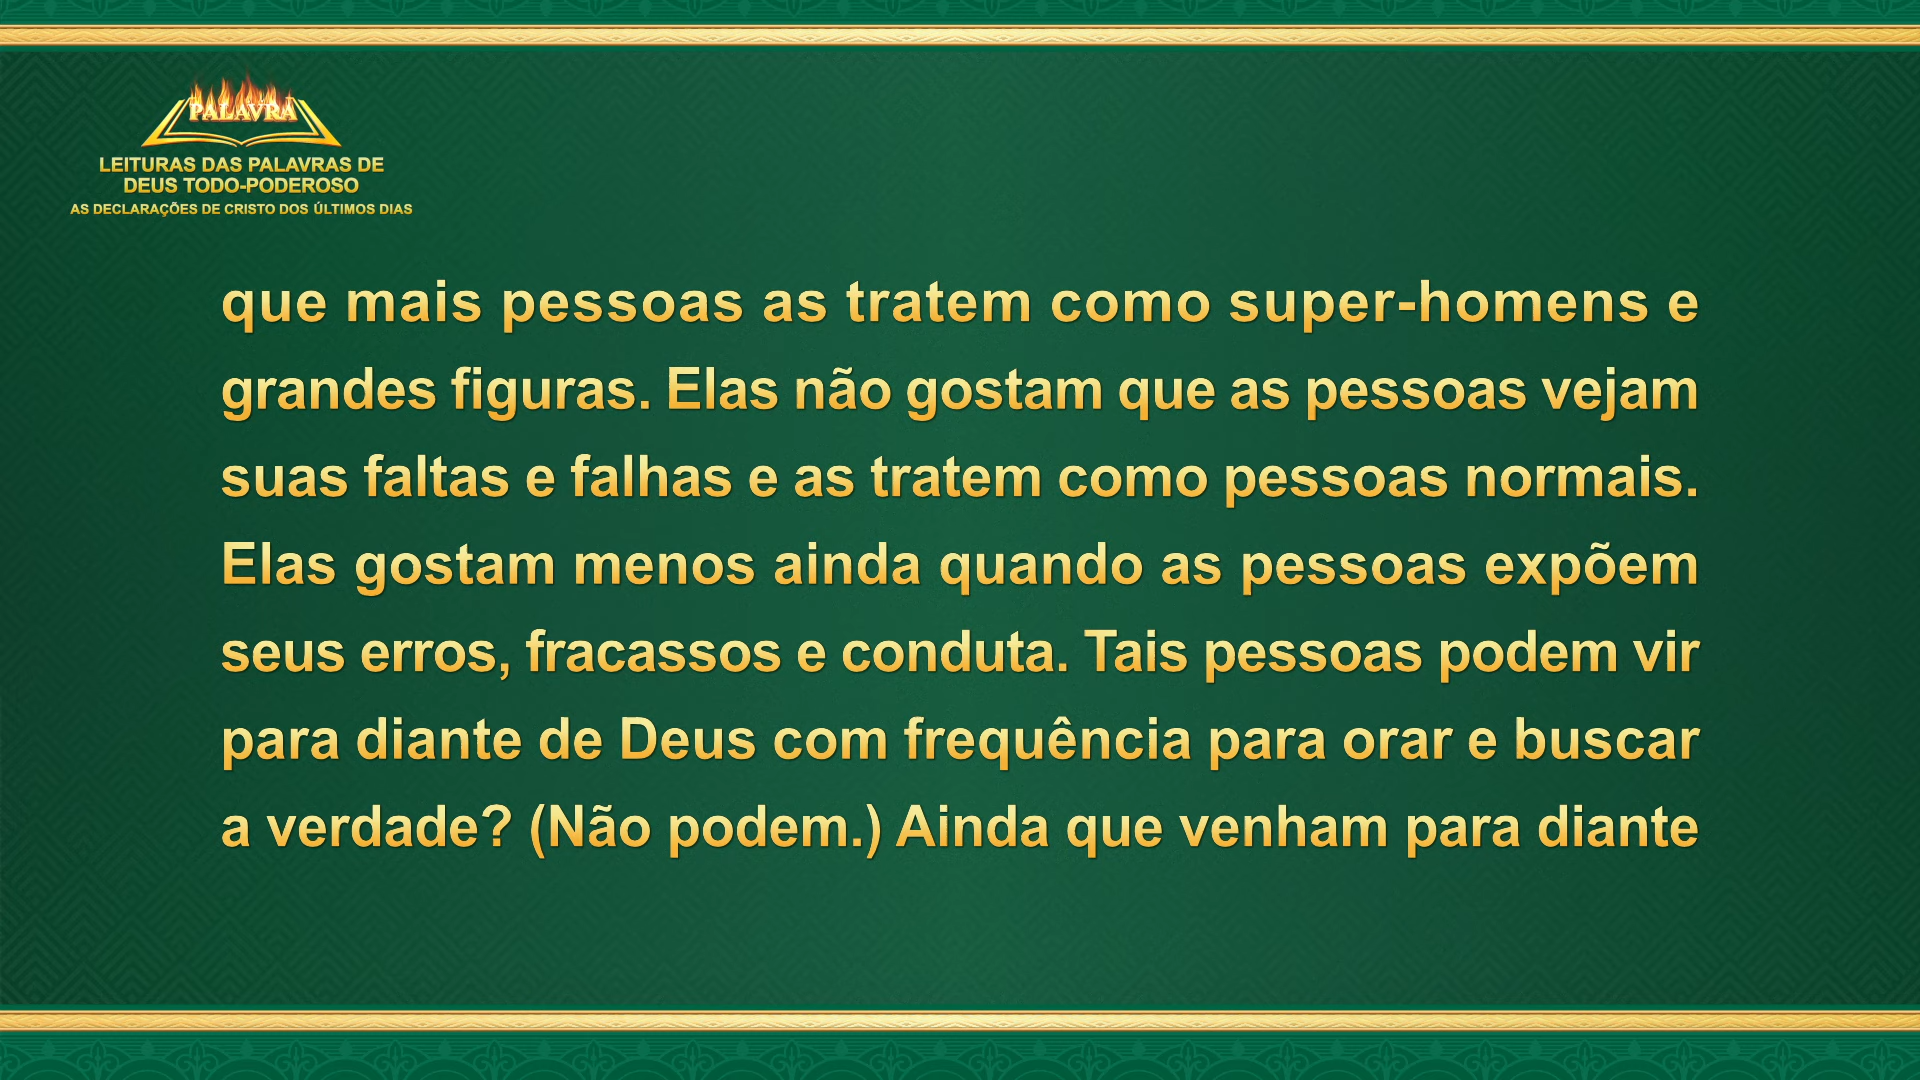 PALAVRA
LEITURAS DAS PALAVRAS DE
DEUS TODO-PODEROSO
AS DECLARAÇÕES DE CRISTO DOS ÚLTIMOS DIAS
que mais pessoas as tratem como super-homens e
grandes figuras. Elas não gostam que as pessoas vejam
suas faltas e falhas e as tratem como pessoas normais.
Elas gostam menos ainda quando as pessoas expõem
seus erros, fracassos e conduta. Tais pessoas podem vir
para diante de Deus com frequência para orar e buscar
a verdade? (Não podem.) Ainda que venham para diante